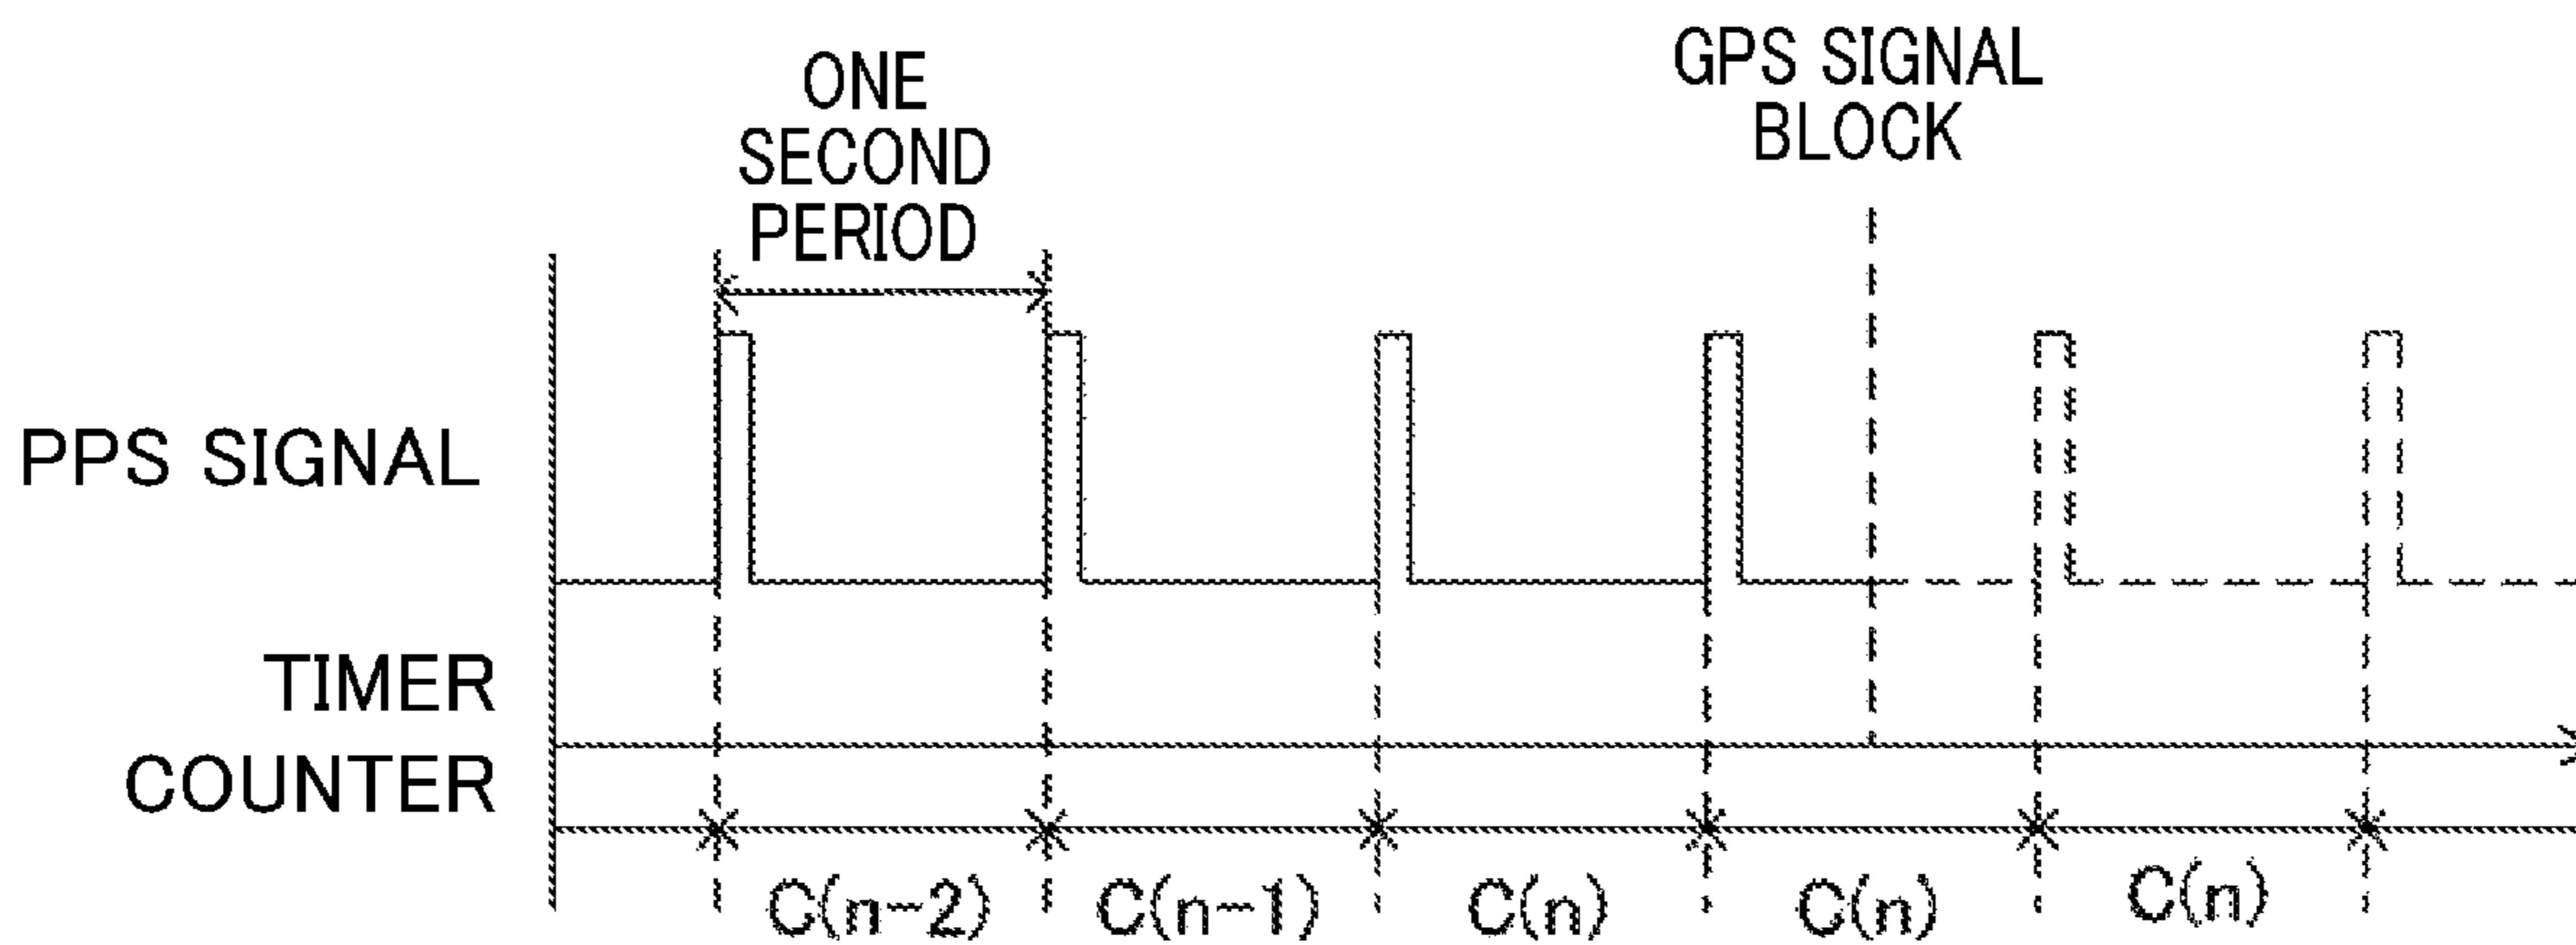 ONE
SECOND
PERIOD
GPS SIGNAL
BLOCK
PPS SIGNAL
TIMER
COUNTER
C(n-2)
C(n-1)
C(n)
C(n)
C(n)